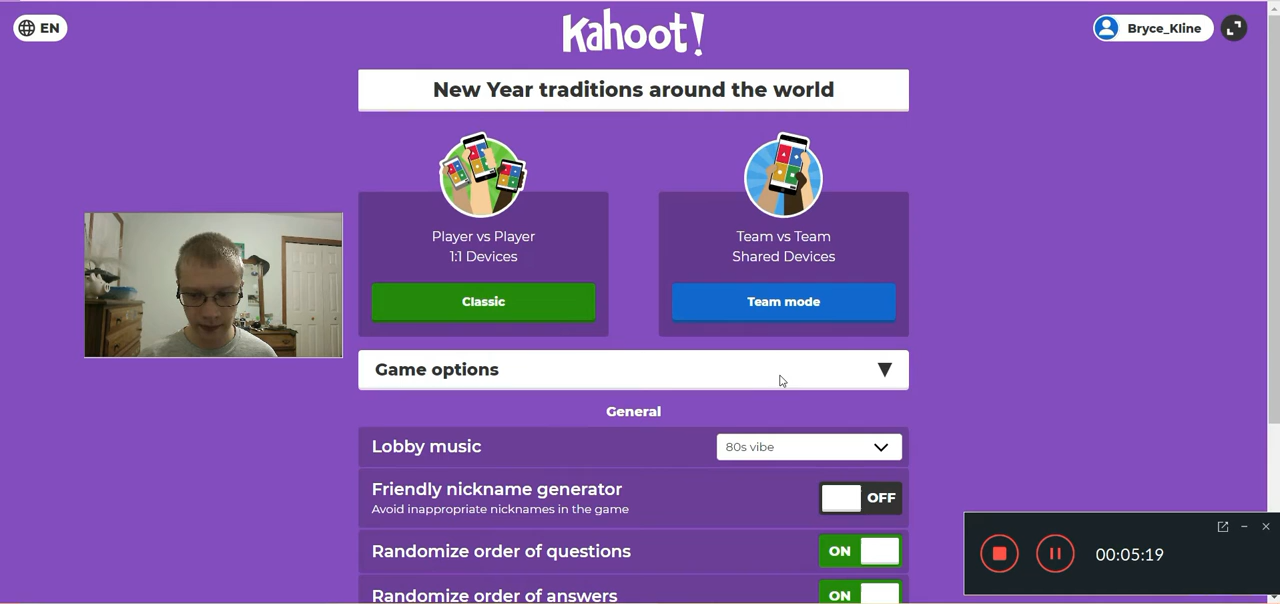 EN
Kahoot!
Bryce_Kline
New Year traditions around the world
Player vs Player
1:1 Devices
Classic
Team vs Team
Shared Devices
Team mode
Game options
General
Lobby music
80s vibe
Friendly nickname generator
Avoid inappropriate nicknames in the game
OFF
Randomize order of questions
ON
Randomize order of answers
ON
00:05:19